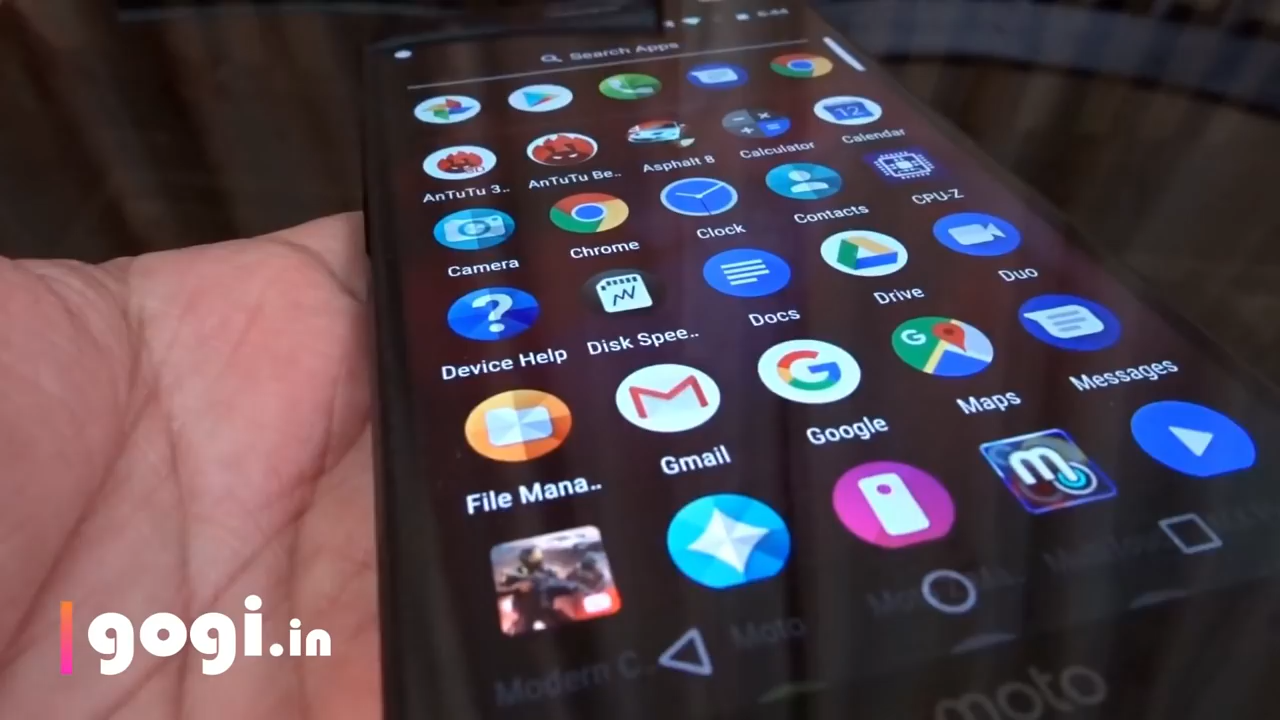 Search Apps
12
AnTuTu 3..
AnTuTu Be..
Asphalt 8
Calculator
Calendar
Camera
Chrome
Clock
Contacts
CPU-Z
Device Help
Disk Spee..
Docs
Drive
Duo
File Mana..
Gmail
Google
Maps
Messages
Modern C..
Moto
moto
gogi.in